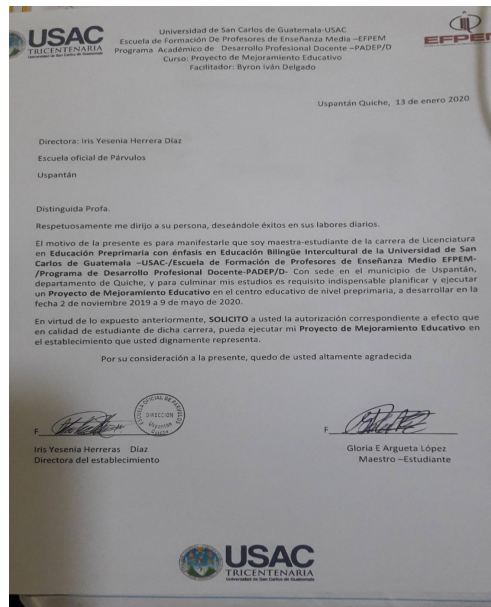 USAC
TRICENTENARIA
Universidad de San Carlos de Guatemala
Universidad de San Carlos de Guatemala-USAC
Escuela de Formación De Profesores de Enseñanza Media –EFPEM
Programa Académico de Desarrollo Profesional Docente –PADEP/D
Curso: Proyecto de Mejoramiento Educativo
Facilitador: Byron Iván Delgado
EFPEM
Uspantán Quiche, 13 de enero 2020
Directora: Iris Yesenia Herrera Díaz
Escuela oficial de Párvulos
Uspantán
Distinguida Profa.
Respetuosamente me dirijo a su persona, deseándole éxitos en sus labores diarios.
El motivo de la presente es para manifestarle que soy maestra-estudiante de la carrera de Licenciatura
en Educación Preprimaria con énfasis en Educación Bilingüe Intercultural de la Universidad de San
Carlos de Guatemala –USAC-/Escuela de Formación de Profesores de Enseñanza Medio EFPEM-
/Programa de Desarrollo Profesional Docente-PADEP/D- Con sede en el municipio de Uspantán,
departamento de Quiche, y para culminar mis estudios es requisito indispensable planificar y ejecutar
un Proyecto de Mejoramiento Educativo en el centro educativo de nivel preprimaria, a desarrollar en la
fecha 2 de noviembre 2019 a 9 de mayo de 2020.
En virtud de lo expuesto anteriormente, SOLICITO a usted la autorización correspondiente a efecto que
en calidad de estudiante de dicha carrera, pueda ejecutar mi Proyecto de Mejoramiento Educativo en
el establecimiento que usted dignamente representa.
Por su consideración a la presente, quedo de usted altamente agradecida
ESCUELA OFICIAL DE PÁRVULOS
DIRECCION
Uspantan
Quiche
F
F
Iris Yesenia Herreras Díaz
Directora del establecimiento
Gloria E Argueta López
Maestro –Estudiante
USAC
TRICENTENARIA
Universidad de San Carlos de Guatemala